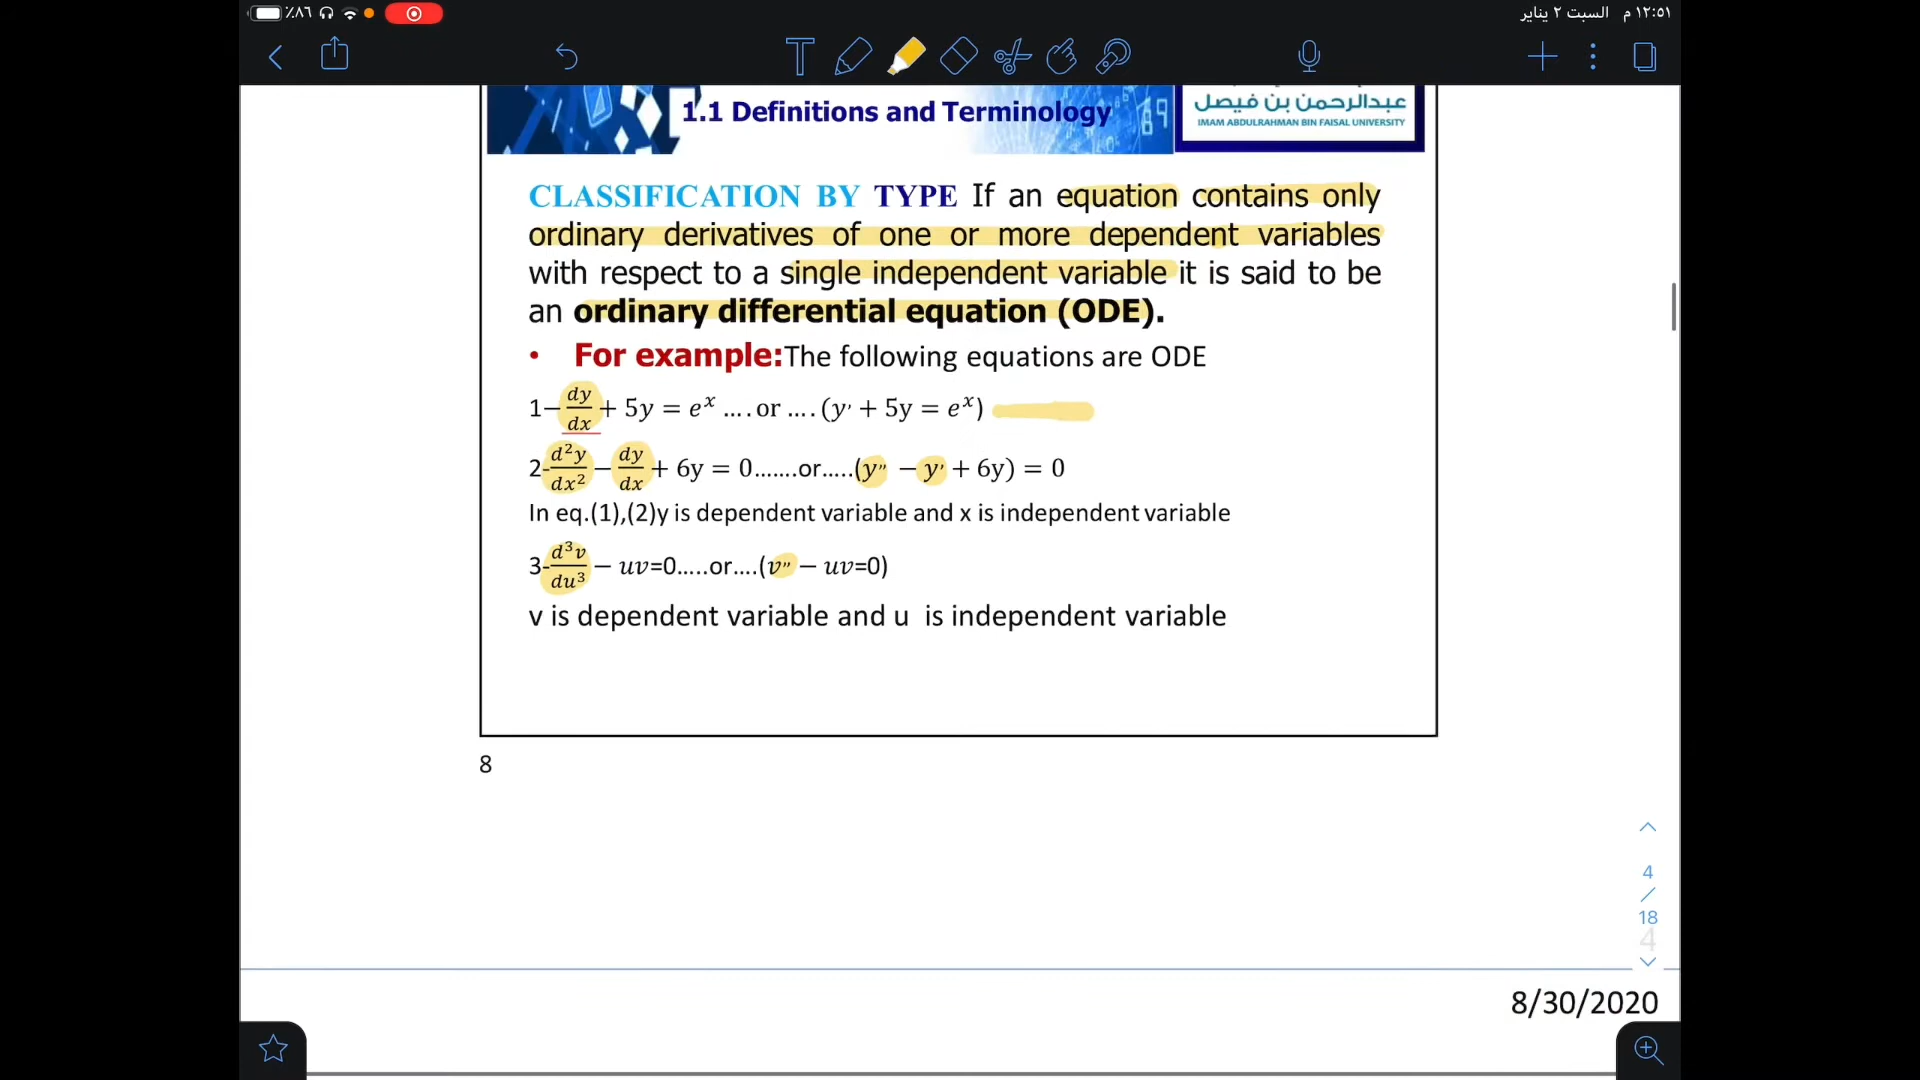 ٪٨٦
١٢:٥١ م السبت ٢ يناير
1.1 Definitions and Terminology
عبدالرحمن بن فيصل
IMAM ABDULRAHMAN BIN FAISAL UNIVERSITY
CLASSIFICATION BY TYPE If an equation contains only
ordinary derivatives of one or more dependent variables
with respect to a single independent variable it is said to be
an ordinary differential equation (ODE).
• For example:The following equations are ODE
1− dy/dx + 5y = eˣ .... or .... (y’ + 5y = eˣ)
2- d²y/dx² − dy/dx + 6y = 0.......or.....(y” − y’ + 6y) = 0
In eq.(1),(2)y is dependent variable and x is independent variable
3- d³v/du³ − uv=0.....or....(v” − uv=0)
v is dependent variable and u is independent variable
8
4
/
18
4
8/30/2020